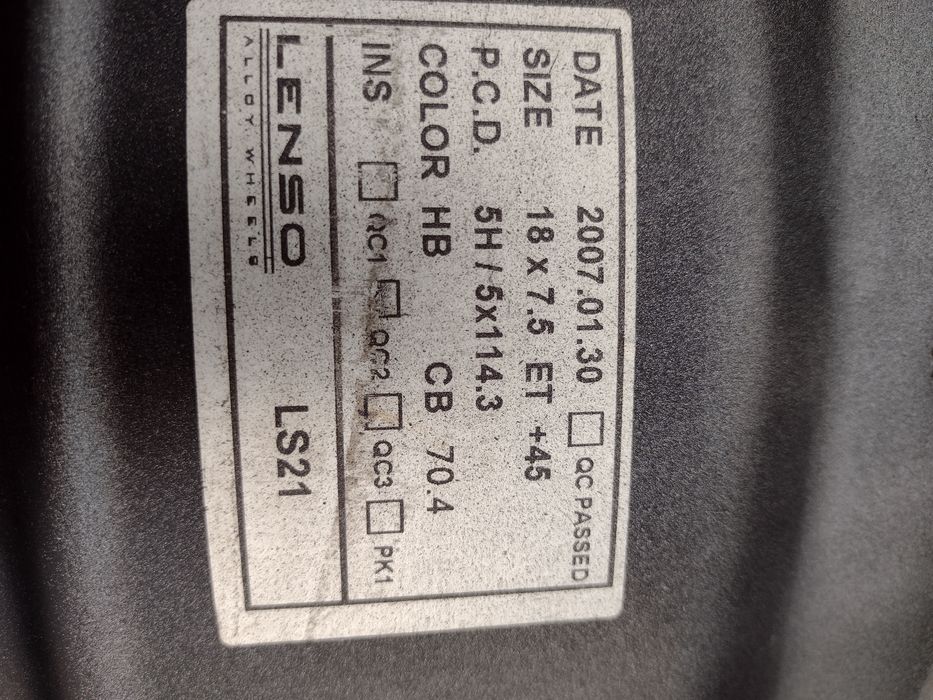 DATE 2007.01.30 QC PASSED
SIZE 18 x 7.5 ET +45
P.C.D. 5H / 5x114.3
COLOR HB CB 70.4
INS QC1 QC2 QC3 PK1
LENSO LS21
ALLOY WHEELS